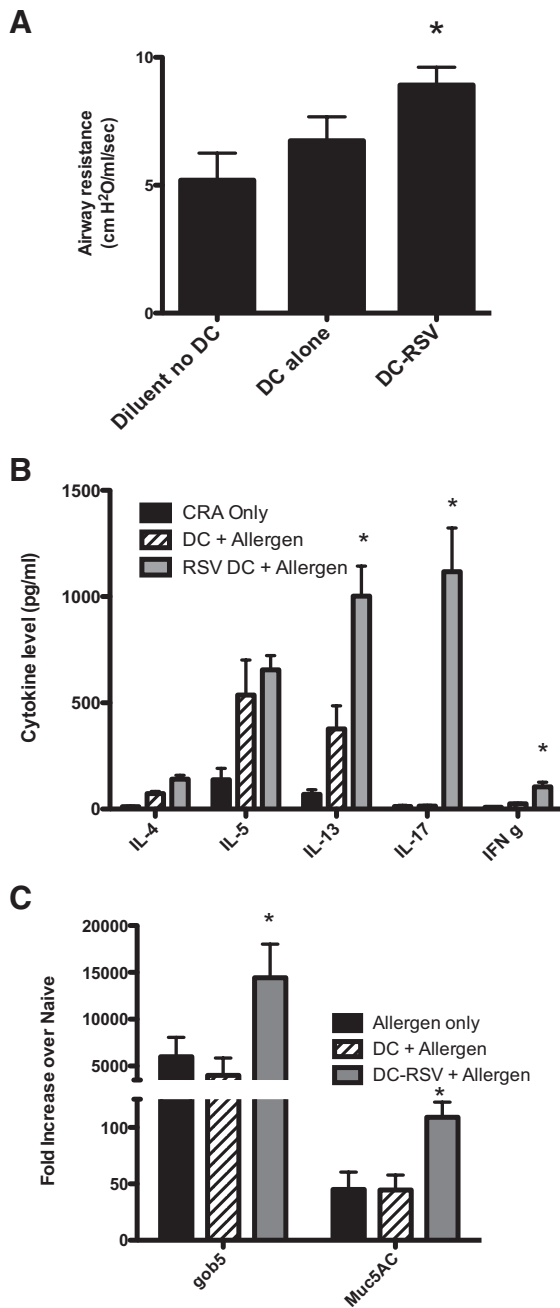 A
*
10
5
0
Airway resistance
(cm H²O/ml/sec)
Diluent no DC
DC alone
DC-RSV
B
1500
1000
500
0
Cytokine level (pg/ml)
CRA Only
DC + Allergen
RSV DC + Allergen
*
*
*
IL-4
IL-5
IL-13
IL-17
IFN g
C
20000
15000
10000
5000
100
50
0
Fold Increase over Naive
*
Allergen only
DC + Allergen
DC-RSV + Allergen
*
gob5
Muc5AC